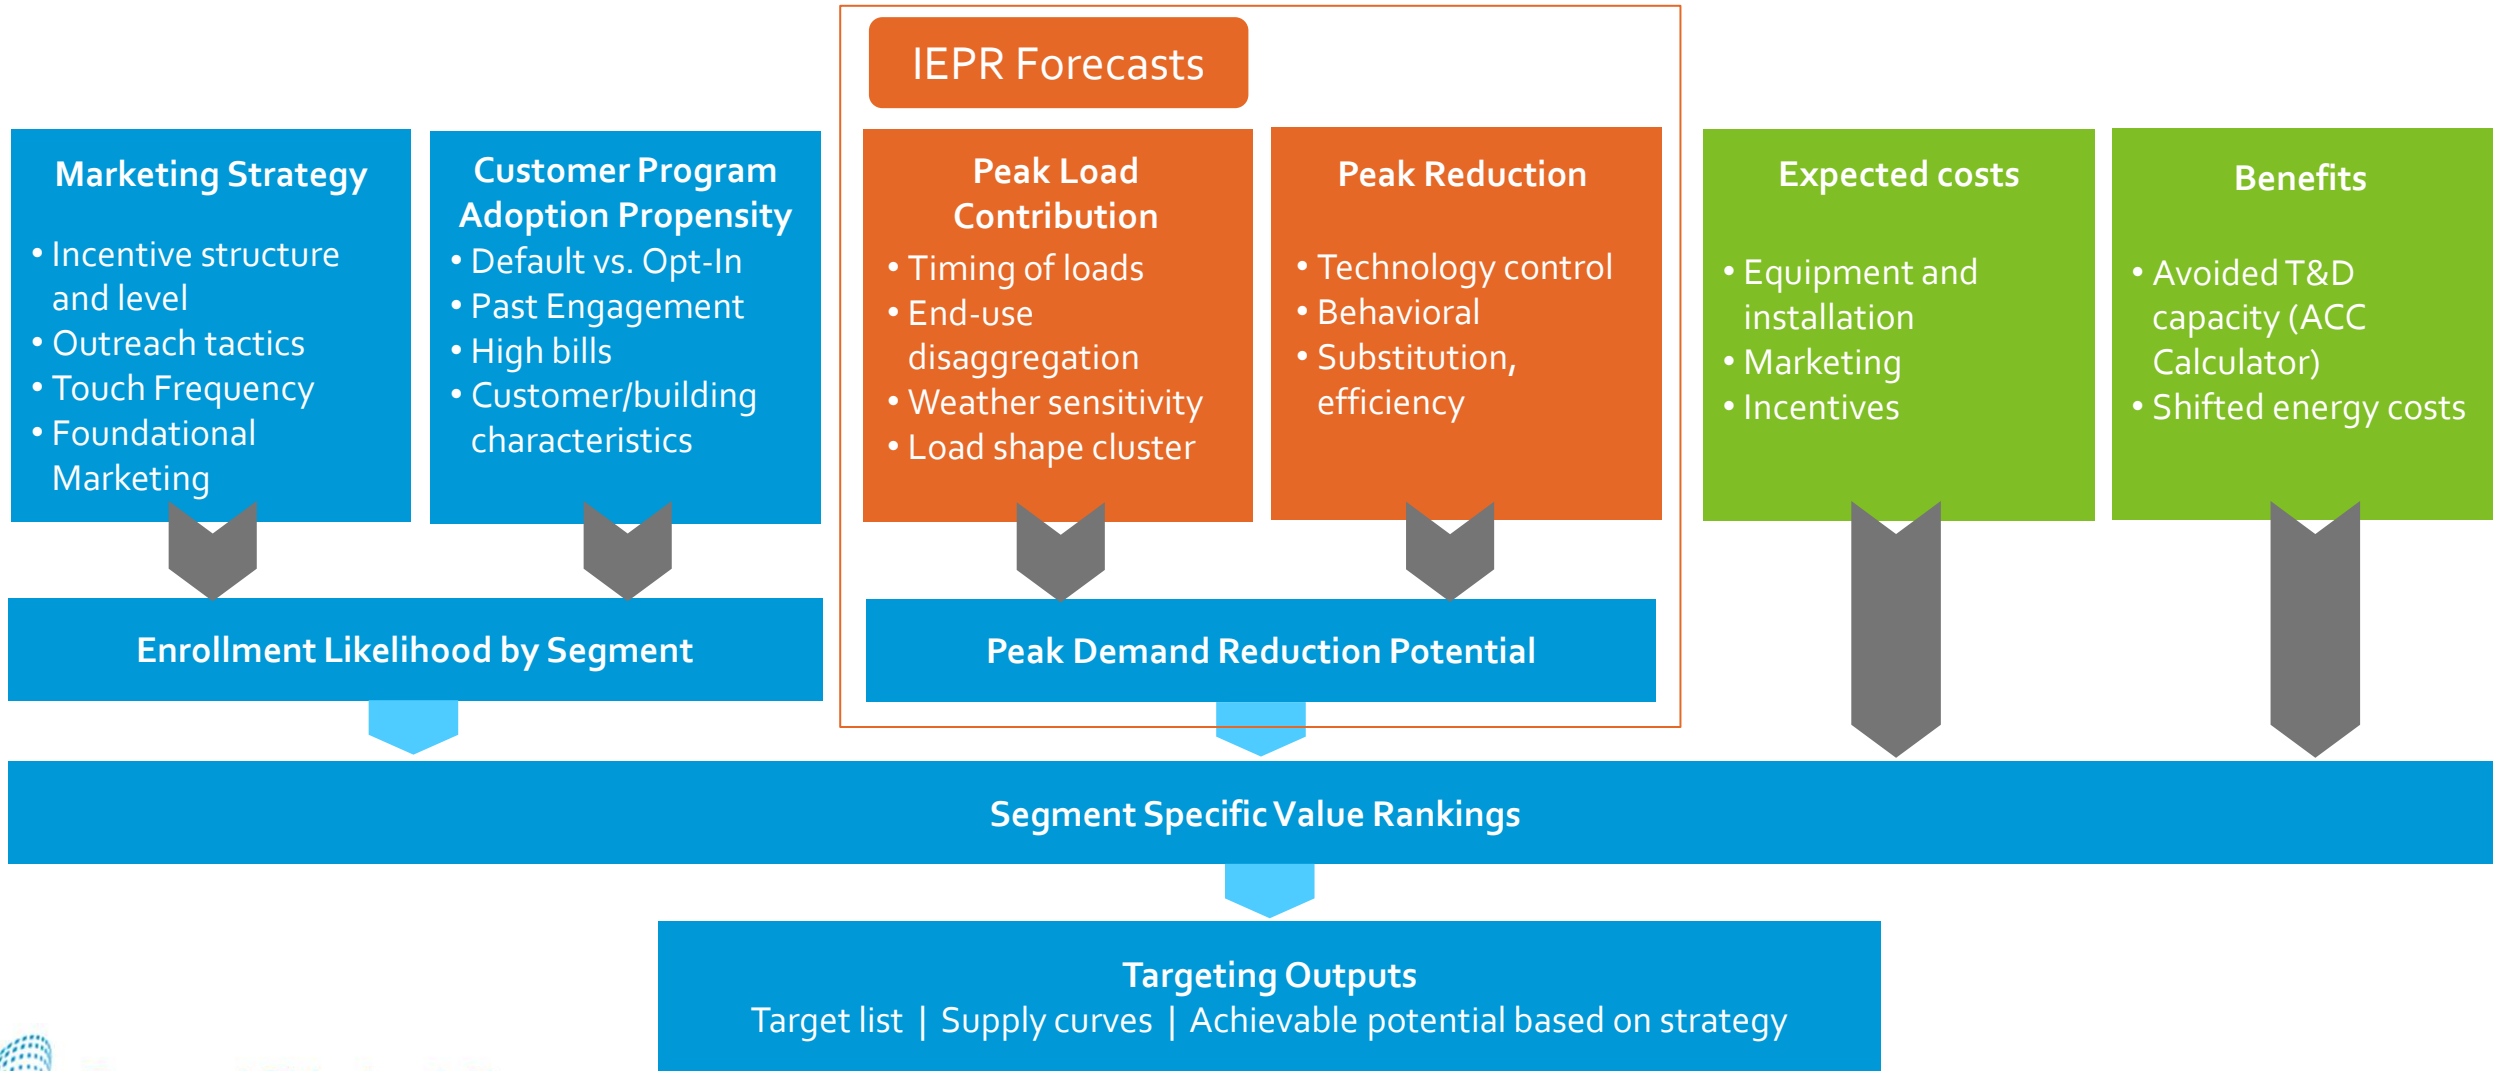 IEPR Forecasts
Marketing Strategy
• Incentive structure
and level
• Outreach tactics
• Touch Frequency
• Foundational
Marketing
Customer Program
Adoption Propensity
• Default vs. Opt-In
• Past Engagement
• High bills
• Customer/building
characteristics
Peak Load
Contribution
• Timing of loads
• End-use
disaggregation
• Weather sensitivity
• Load shape cluster
Peak Reduction
• Technology control
• Behavioral
• Substitution,
efficiency
Expected costs
• Equipment and
installation
• Marketing
• Incentives
Benefits
• Avoided T&D
capacity (ACC
Calculator)
• Shifted energy costs
Enrollment Likelihood by Segment
Peak Demand Reduction Potential
Segment Specific Value Rankings
Targeting Outputs
Target list | Supply curves | Achievable potential based on strategy